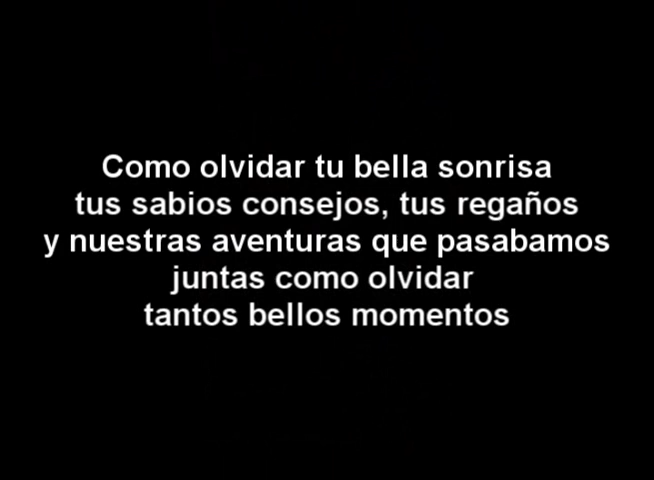 Como olvidar tu bella sonrisa
tus sabios consejos, tus regaños
y nuestras aventuras que pasabamos
juntas como olvidar
tantos bellos momentos